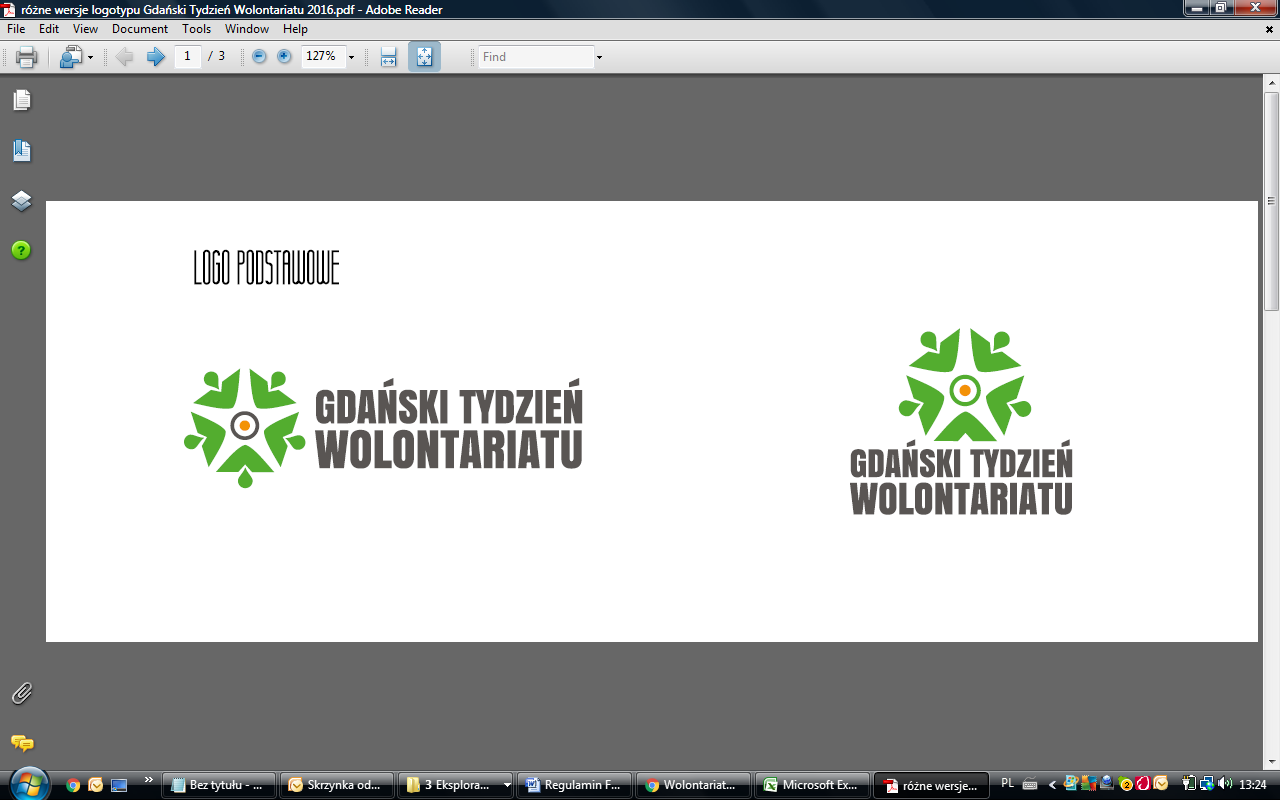 różne wersje logotypu Gdański Tydzień Wolontariatu 2016.pdf - Adobe Reader
File Edit View Document Tools Window Help
1 / 3 127% Find
LOGO PODSTAWOWE
GDAŃSKI TYDZIEŃ
WOLONTARIATU
GDAŃSKI TYDZIEŃ
WOLONTARIATU
Bez tytułu - ... Skrzynka od... 3 Eksplora... Regulamin F... Wolontariat... Microsoft Ex... różne wersje... PL 13:24